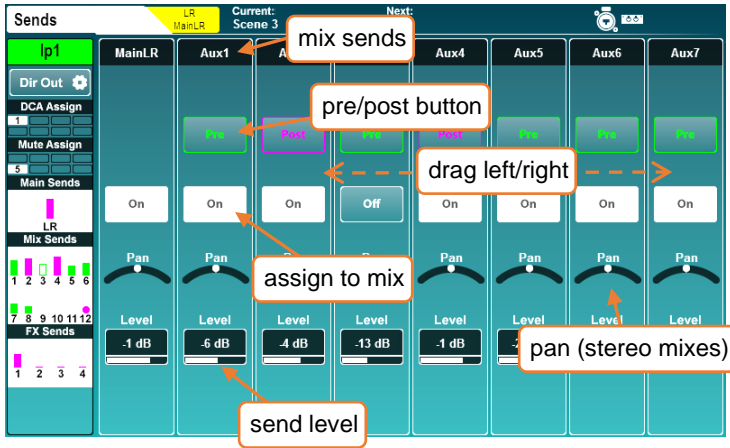 Sends
LR
MainLR
Current:
Scene 3
Next:
Ip1
MainLR
Aux1
Aux4
Aux5
Aux6
Aux7
mix sends
Dir Out
DCA Assign
1
Mute Assign
5
Main Sends
LR
Mix Sends
1 2 3 4 5 6
7 8 9 10 11 12
FX Sends
1 2 3 4
pre/post button
Pre
Post
Pre
Post
Pre
Pre
Pre
drag left/right
On
On
On
Off
On
On
On
On
assign to mix
Pan
Pan
Pan
Pan
Pan
Pan
pan (stereo mixes)
Level
Level
Level
Level
Level
Level
Level
Level
-1 dB
-6 dB
-4 dB
-13 dB
-1 dB
send level